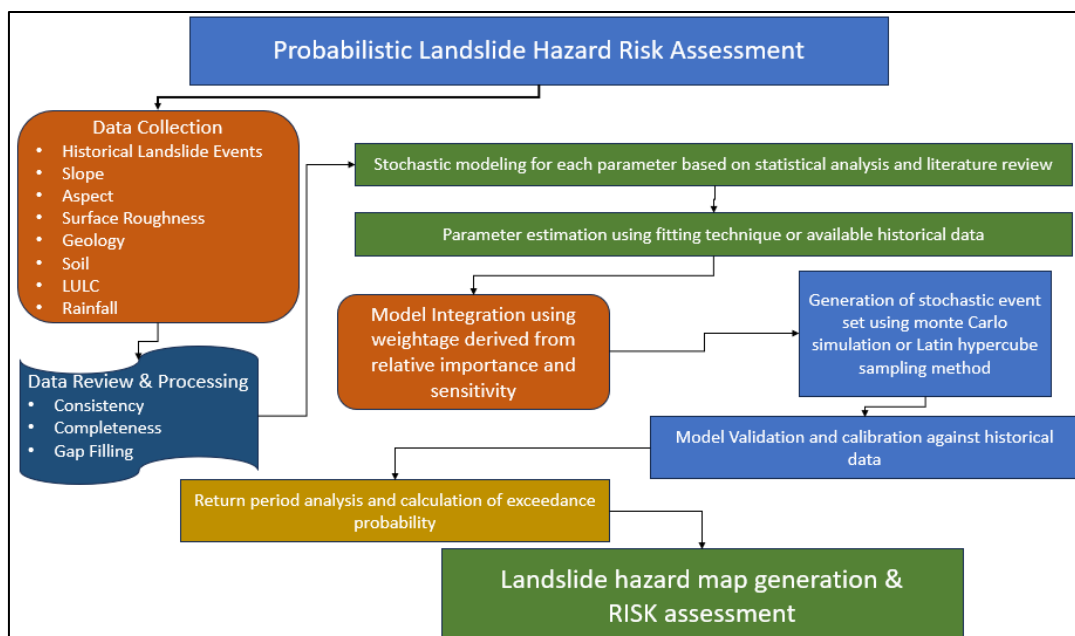 Probabilistic Landslide Hazard Risk Assessment
Data Collection
• Historical Landslide Events
• Slope
• Aspect
• Surface Roughness
• Geology
• Soil
• LULC
• Rainfall
Data Review & Processing
• Consistency
• Completeness
• Gap Filling
Stochastic modeling for each parameter based on statistical analysis and literature review
Parameter estimation using fitting technique or available historical data
Model Integration using
weightage derived from
relative importance and
sensitivity
Generation of stochastic event
set using monte Carlo
simulation or Latin hypercube
sampling method
Model Validation and calibration against historical
data
Return period analysis and calculation of exceedance
probability
Landslide hazard map generation &
RISK assessment